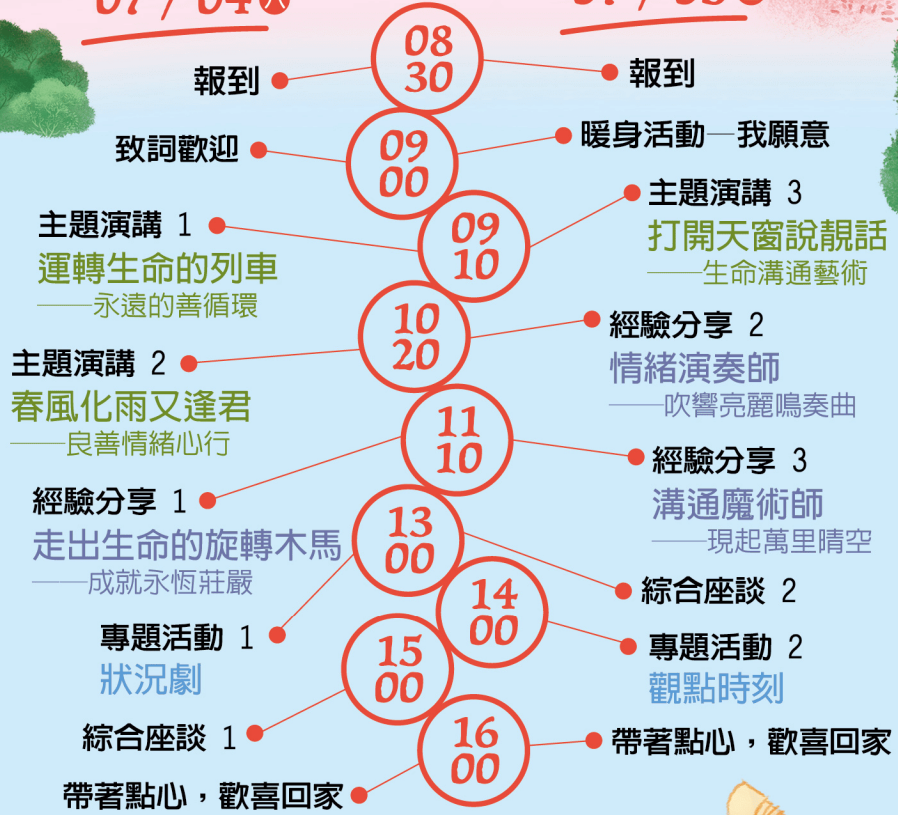 07/04 六
07/05
08
30
報到
報到
09
00
致詞歡迎
暖身活動—我願意
09
10
主題演講 1
運轉生命的列車
——永遠的善循環
主題演講 3
打開天窗說靚話
——生命溝通藝術
10
20
主題演講 2
春風化雨又逢君
——良善情緒心行
經驗分享 2
情緒演奏師
——吹響亮麗鳴奏曲
11
10
經驗分享 1
走出生命的旋轉木馬
——成就永恆莊嚴
經驗分享 3
溝通魔術師
——現起萬里晴空
13
00
專題活動 1
狀況劇
綜合座談 2
14
00
專題活動 2
觀點時刻
15
00
綜合座談 1
16
00
帶著點心，歡喜回家
帶著點心，歡喜回家